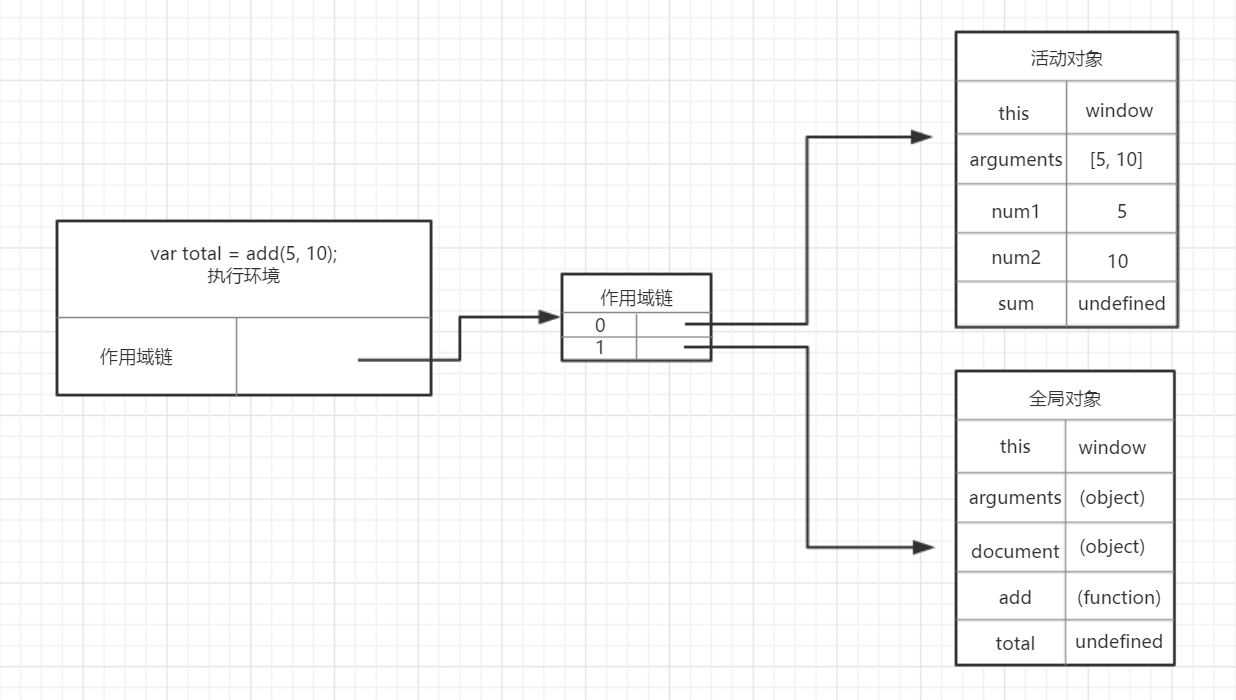 var total = add(5, 10);
执行环境
作用域链
作用域链
0
1
活动对象
this window
arguments [5, 10]
num1 5
num2 10
sum undefined
全局对象
this window
arguments (object)
document (object)
add (function)
total undefined